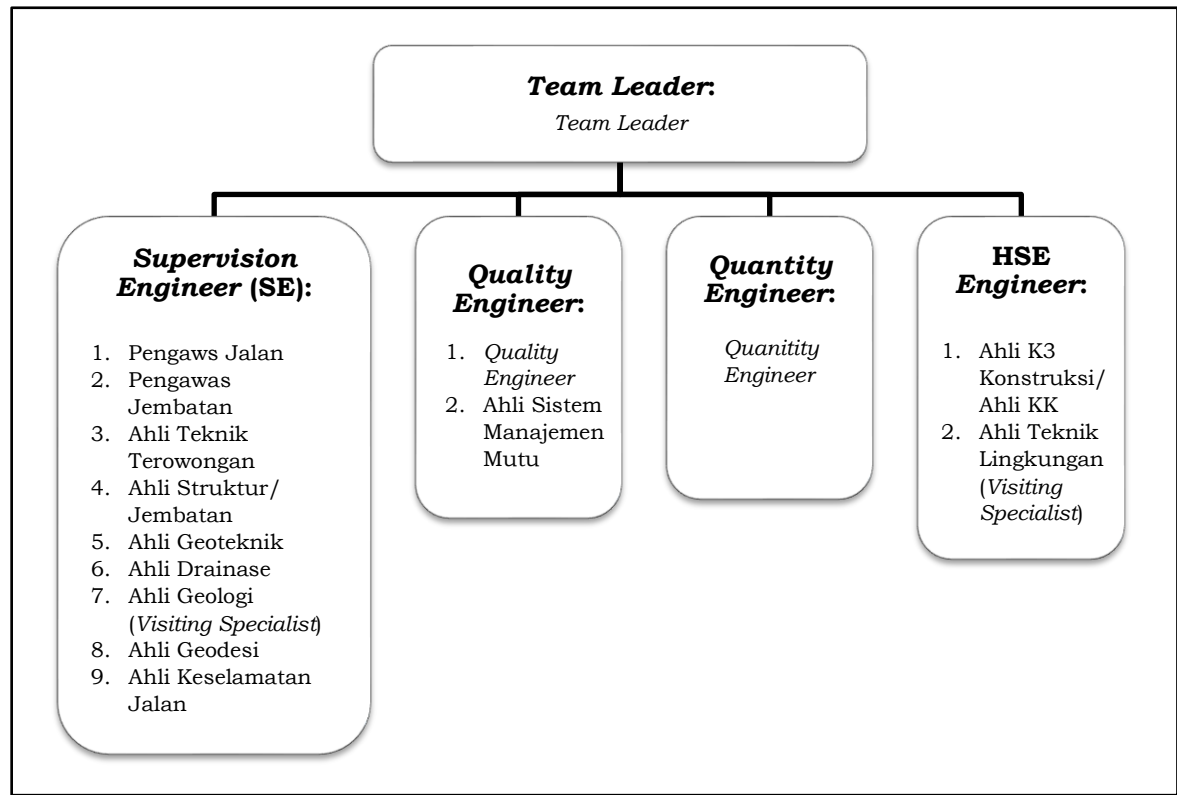 Team Leader:
Team Leader
Supervision
Engineer (SE):
1. Pengaws Jalan
2. Pengawas
Jembatan
3. Ahli Teknik
Terowongan
4. Ahli Struktur/
Jembatan
5. Ahli Geoteknik
6. Ahli Drainase
7. Ahli Geologi
(Visiting Specialist)
8. Ahli Geodesi
9. Ahli Keselamatan
Jalan
Quality
Engineer:
1. Quality
Engineer
2. Ahli Sistem
Manajemen
Mutu
Quantity
Engineer:
Quanitity
Engineer
HSE
Engineer:
1. Ahli K3
Konstruksi/
Ahli KK
2. Ahli Teknik
Lingkungan
(Visiting
Specialist)